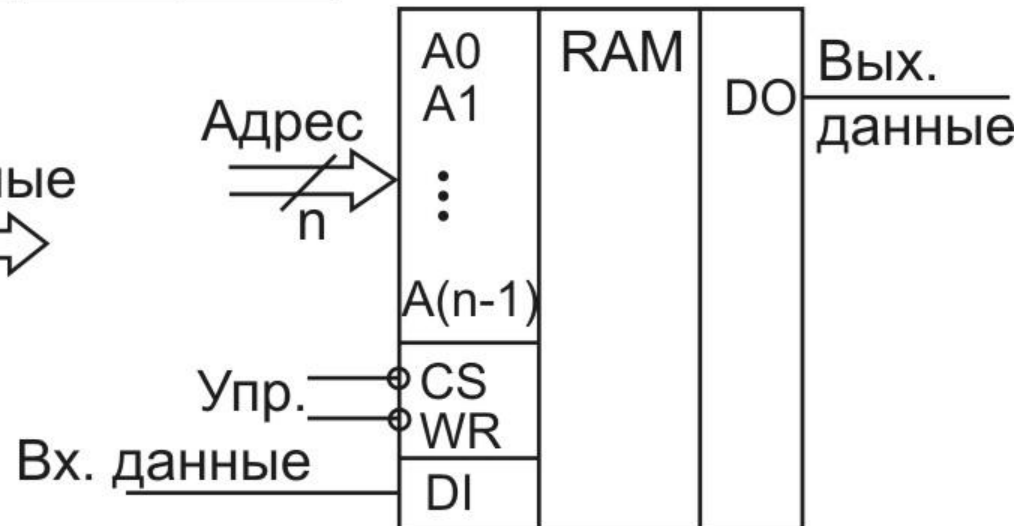 A0
RAM
A1
DO
Вых.
данные
Адрес
n
A(n-1)
Упр.
CS
WR
Вх. данные
DI